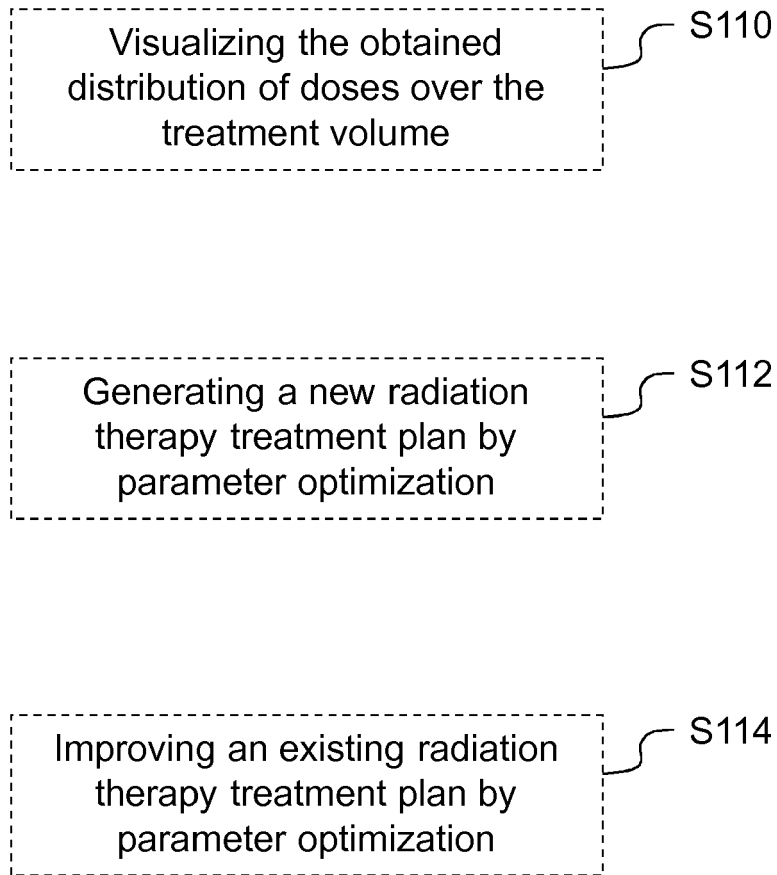 Visualizing the obtained
distribution of doses over the
treatment volume
S110
Generating a new radiation
therapy treatment plan by
parameter optimization
S112
Improving an existing radiation
therapy treatment plan by
parameter optimization
S114